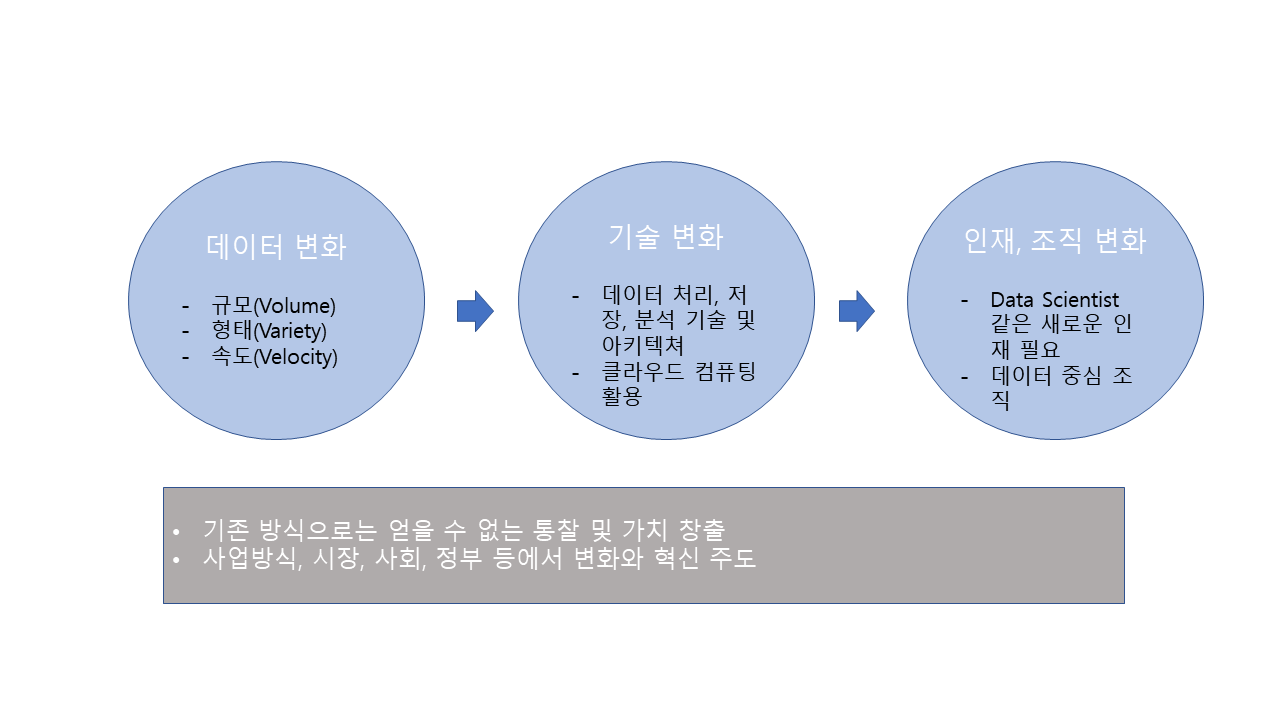 데이터 변화
- 규모(Volume)
- 형태(Variety)
- 속도(Velocity)
기술 변화
- 데이터 처리, 저
장, 분석 기술 및
아키텍쳐
- 클라우드 컴퓨팅
활용
인재, 조직 변화
- Data Scientist
같은 새로운 인
재 필요
- 데이터 중심 조
직
• 기존 방식으로는 얻을 수 없는 통찰 및 가치 창출
• 사업방식, 시장, 사회, 정부 등에서 변화와 혁신 주도